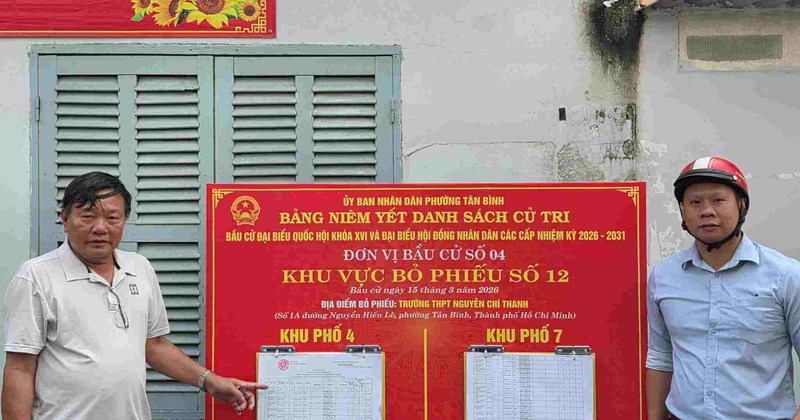 ỦY BAN NHÂN DÂN PHƯỜNG TÂN BÌNH
BẢNG NIÊM YẾT DANH SÁCH CỬ TRI
BẦU CỬ ĐẠI BIỂU QUỐC HỘI KHÓA XVI VÀ ĐẠI BIỂU HỘI ĐỒNG NHÂN DÂN CÁC CẤP NHIỆM KỲ 2026 - 2031
ĐƠN VỊ BẦU CỬ SỐ 04
KHU VỰC BỎ PHIẾU SỐ 12
Bầu cử ngày 15 tháng 3 năm 2026
ĐỊA ĐIỂM BỎ PHIẾU: TRƯỜNG THPT NGUYỄN CHÍ THANH
(Số 1A đường Nguyễn Hiến Lê, phường Tân Bình, Thành phố Hồ Chí Minh)
KHU PHỐ 4
KHU PHỐ 7